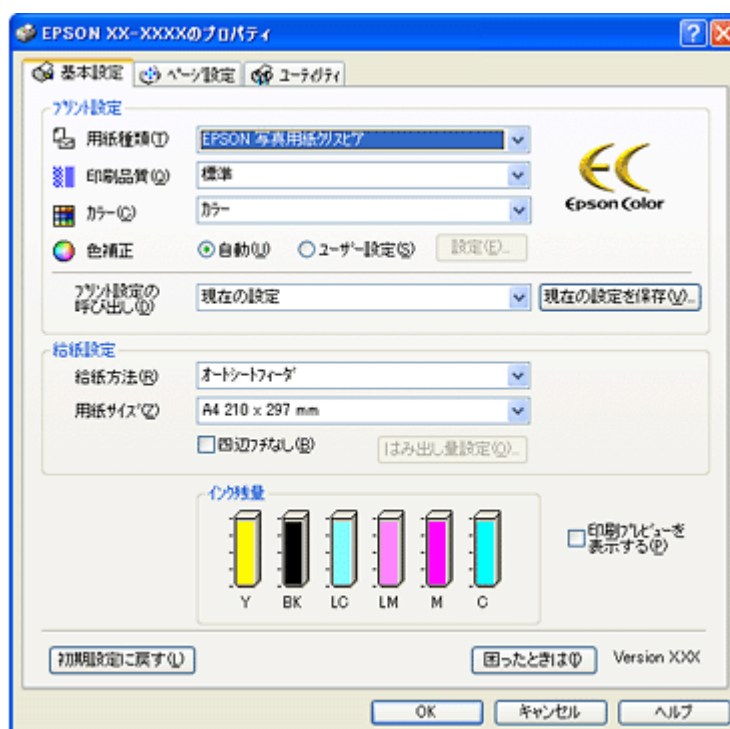 EPSON XX-XXXXのプロパティ
基本設定 ページ設定 ユーティリティ
プリント設定
用紙種類(T) EPSON 写真用紙クリスピア
印刷品質(Q) 標準
カラー(C) カラー
Epson Color
色補正 自動(U) ユーザー設定(S) 設定(E)...
プリント設定の
呼び出し(D) 現在の設定 現在の設定を保存(V)...
給紙設定
給紙方法(R) オートシートフィーダ
用紙サイズ(Z) A4 210 x 297 mm
四辺フチなし(B) はみ出し量設定(O)...
インク残量
Y BK LC LM M C
印刷プレビューを
表示する(P)
初期設定に戻す(L) 困ったときは(I) Version X.XX
OK キャンセル ヘルプ